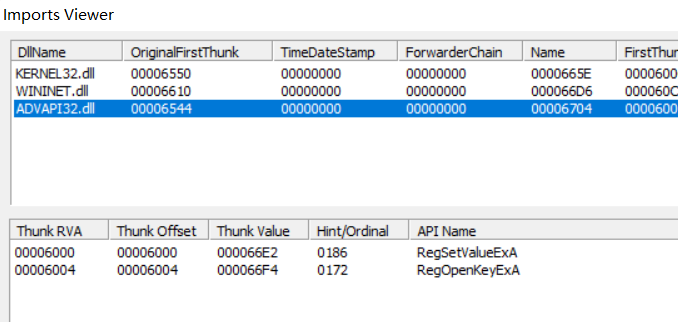 Imports Viewer
DllName OriginalFirstThunk TimeDateStamp ForwarderChain Name FirstThun
KERNEL32.dll 00006550 00000000 00000000 0000665E 0000600
WININET.dll 00006610 00000000 00000000 000066D6 000060C
ADVAPI32.dll 00006544 00000000 00000000 00006704 0000600
Thunk RVA Thunk Offset Thunk Value Hint/Ordinal API Name
00006000 00006000 000066E2 0186 RegSetValueExA
00006004 00006004 000066F4 0172 RegOpenKeyExA